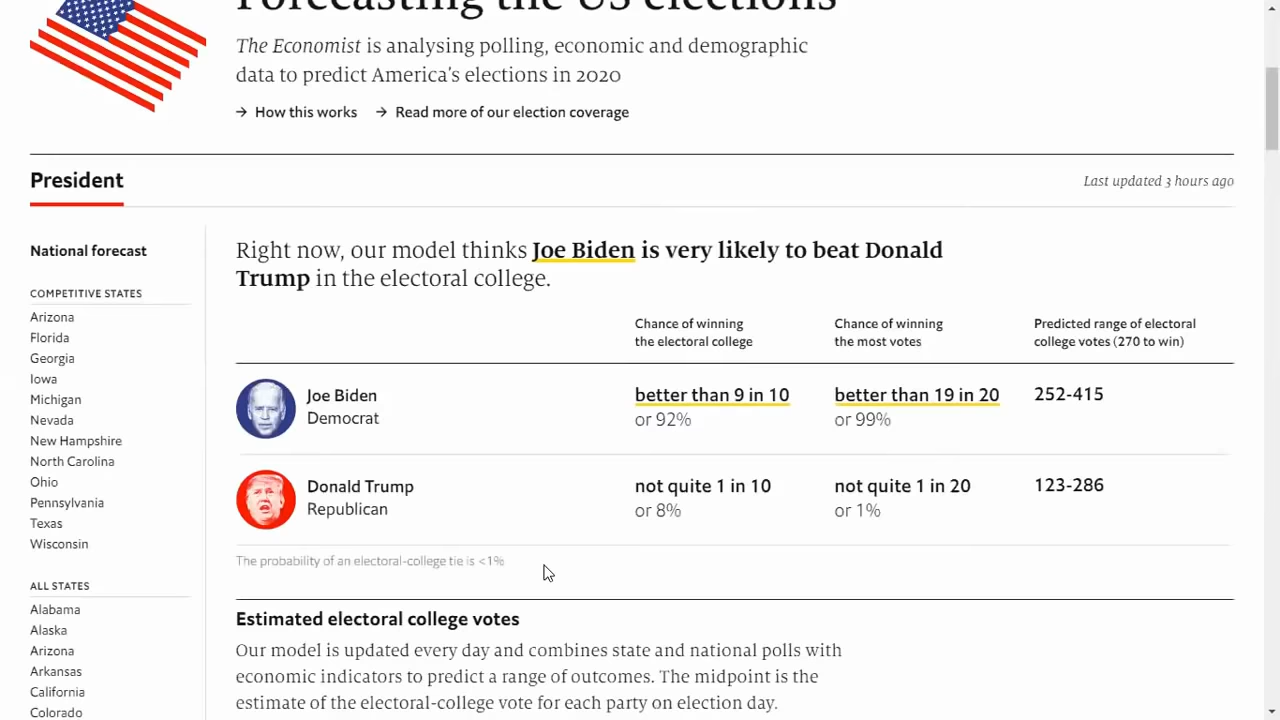 Forecasting the US elections
The Economist is analysing polling, economic and demographic
data to predict America's elections in 2020
→ How this works → Read more of our election coverage
President
Last updated 3 hours ago
National forecast
COMPETITIVE STATES
Arizona
Florida
Georgia
Iowa
Michigan
Nevada
New Hampshire
North Carolina
Ohio
Pennsylvania
Texas
Wisconsin
ALL STATES
Alabama
Alaska
Arizona
Arkansas
California
Colorado
Right now, our model thinks Joe Biden is very likely to beat Donald
Trump in the electoral college.
Chance of winning
the electoral college
Chance of winning
the most votes
Predicted range of electoral
college votes (270 to win)
Joe Biden
Democrat
better than 9 in 10
or 92%
better than 19 in 20
or 99%
252-415
Donald Trump
Republican
not quite 1 in 10
or 8%
not quite 1 in 20
or 1%
123-286
The probability of an electoral-college tie is <1%
Estimated electoral college votes
Our model is updated every day and combines state and national polls with
economic indicators to predict a range of outcomes. The midpoint is the
estimate of the electoral-college vote for each party on election day.